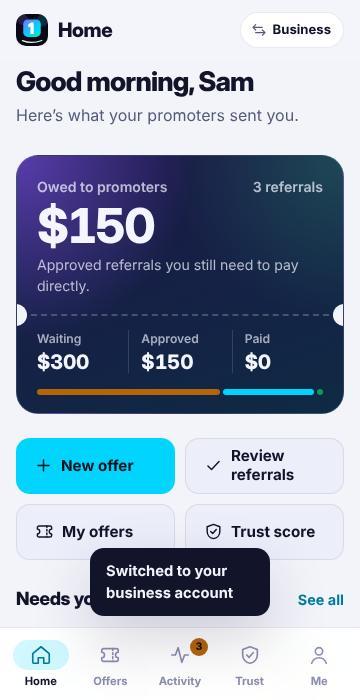 1 Home
Business
Good morning, Sam
Here's what your promoters sent you.
Owed to promoters
3 referrals
$150
Approved referrals you still need to pay
directly.
Waiting
Approved
Paid
$300
$150
$0
New offer
Review
referrals
My offers
Trust score
Switched to your
business account
Needs
See all
3
Home
Offers
Activity
Trust
Me